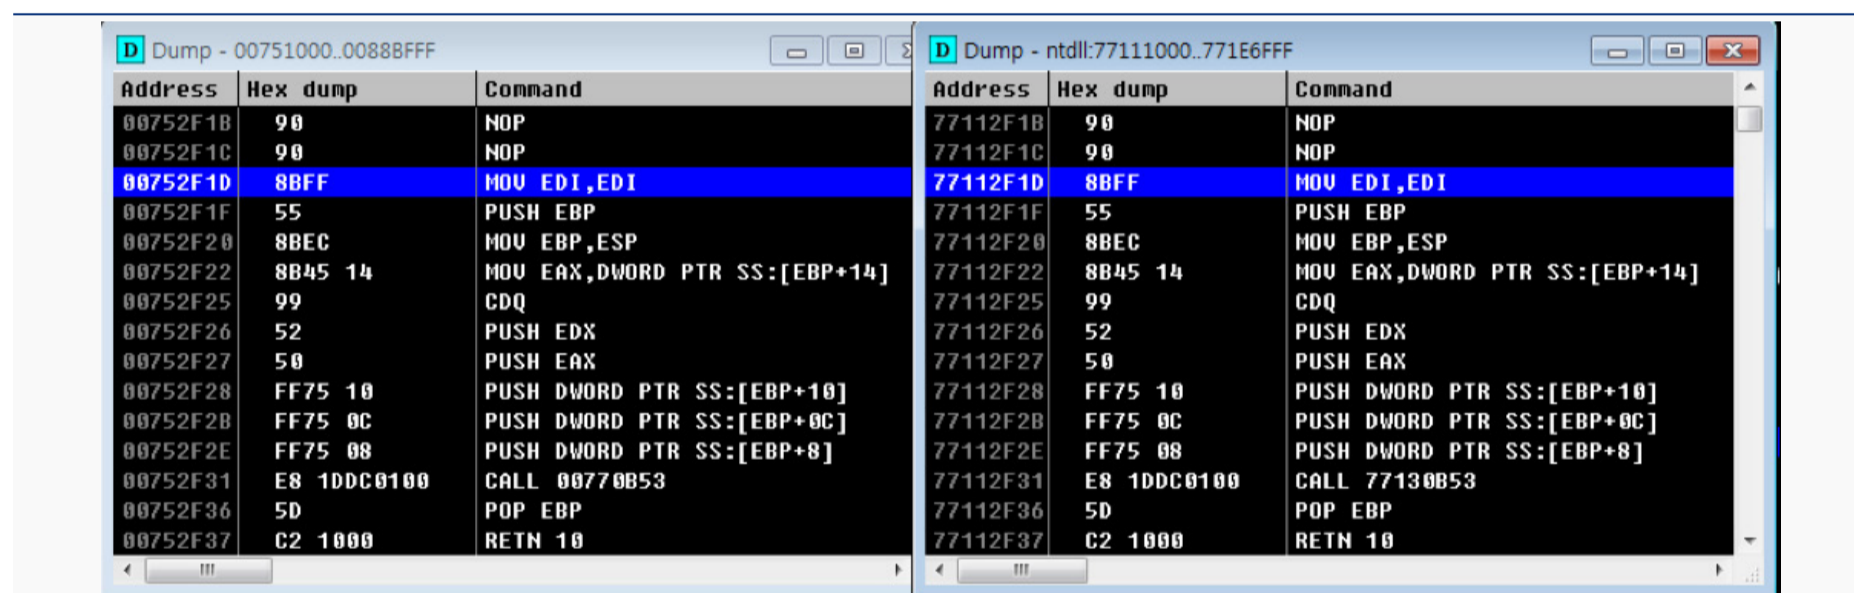 D Dump - 00751000..0088BFFF
Address Hex dump Command
00752F1B 90 NOP
00752F1C 90 NOP
00752F1D 8BFF MOV EDI,EDI
00752F1F 55 PUSH EBP
00752F20 8BEC MOV EBP,ESP
00752F22 8B45 14 MOV EAX,DWORD PTR SS:[EBP+14]
00752F25 99 CDQ
00752F26 52 PUSH EDX
00752F27 50 PUSH EAX
00752F28 FF75 10 PUSH DWORD PTR SS:[EBP+10]
00752F2B FF75 0C PUSH DWORD PTR SS:[EBP+0C]
00752F2E FF75 08 PUSH DWORD PTR SS:[EBP+8]
00752F31 E8 1DDC0100 CALL 00770B53
00752F36 5D POP EBP
00752F37 C2 1000 RETN 10
D Dump - ntdll:77111000..771E6FFF
Address Hex dump Command
77112F1B 90 NOP
77112F1C 90 NOP
77112F1D 8BFF MOV EDI,EDI
77112F1F 55 PUSH EBP
77112F20 8BEC MOV EBP,ESP
77112F22 8B45 14 MOV EAX,DWORD PTR SS:[EBP+14]
77112F25 99 CDQ
77112F26 52 PUSH EDX
77112F27 50 PUSH EAX
77112F28 FF75 10 PUSH DWORD PTR SS:[EBP+10]
77112F2B FF75 0C PUSH DWORD PTR SS:[EBP+0C]
77112F2E FF75 08 PUSH DWORD PTR SS:[EBP+8]
77112F31 E8 1DDC0100 CALL 77130B53
77112F36 5D POP EBP
77112F37 C2 1000 RETN 10